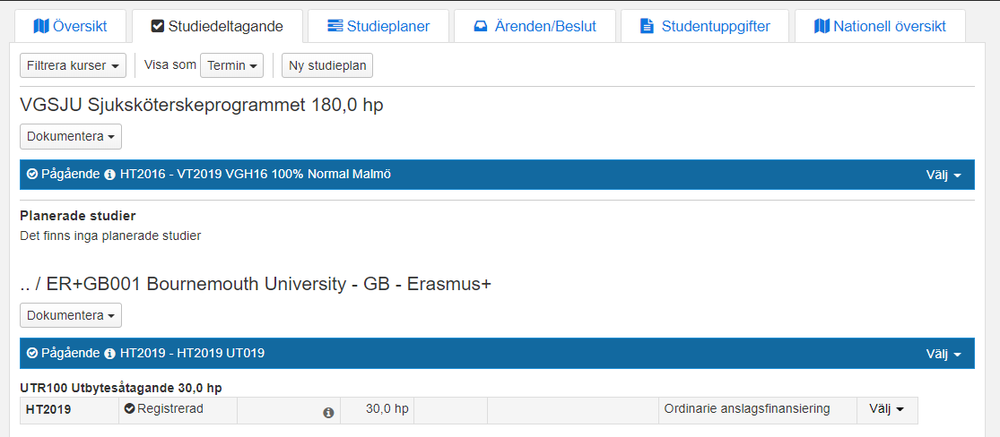 Översikt Studiedeltagande Studieplaner Ärenden/Beslut Studentuppgifter Nationell översikt
Filtrera kurser Visa som Termin Ny studieplan
VGSJU Sjuksköterskeprogrammet 180,0 hp
Dokumentera
Pågående HT2016 - VT2019 VGH16 100% Normal Malmö Välj
Planerade studier
Det finns inga planerade studier
.. / ER+GB001 Bournemouth University - GB - Erasmus+
Dokumentera
Pågående HT2019 - HT2019 UT019 Välj
UTR100 Utbytesåtagande 30,0 hp
HT2019 Registrerad 30,0 hp Ordinarie anslagsfinansiering Välj